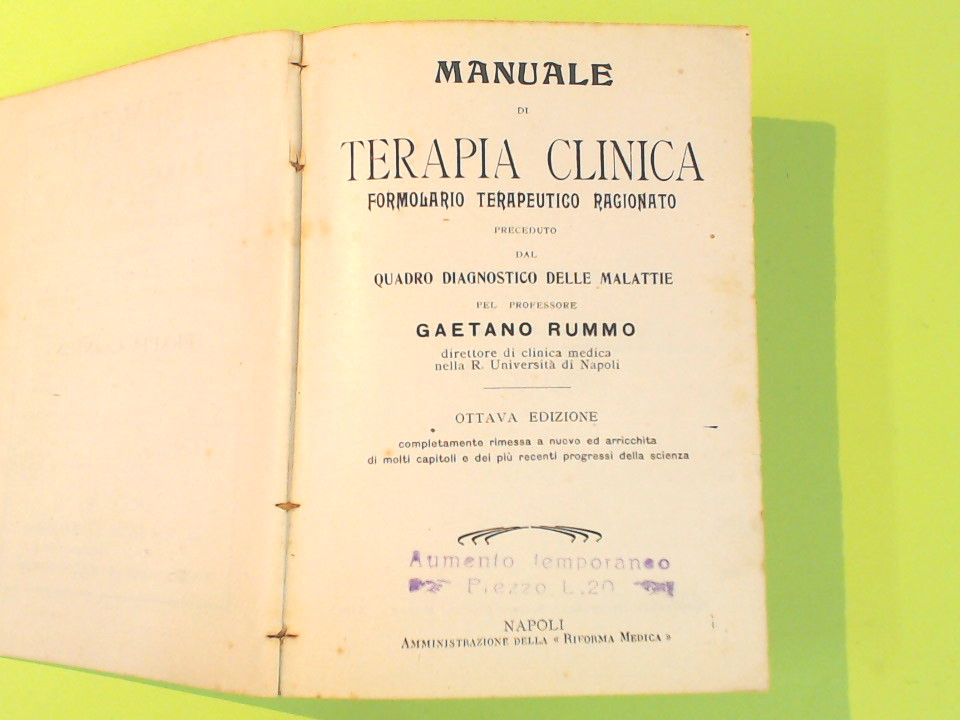 MANUALE
DI
TERAPIA CLINICA
FORMOLARIO TERAPEUTICO RAGIONATO
PRECEDUTO
DAL
QUADRO DIAGNOSTICO DELLE MALATTIE
PEL PROFESSORE
GAETANO RUMMO
direttore di clinica medica
nella R. Università di Napoli
OTTAVA EDIZIONE
completamente rimessa a nuovo ed arricchita
di molti capitoli e dei più recenti progressi della scienza
Aumento temporaneo
Prezzo L. 20
NAPOLI
AMMINISTRAZIONE DELLA « RIFORMA MEDICA »